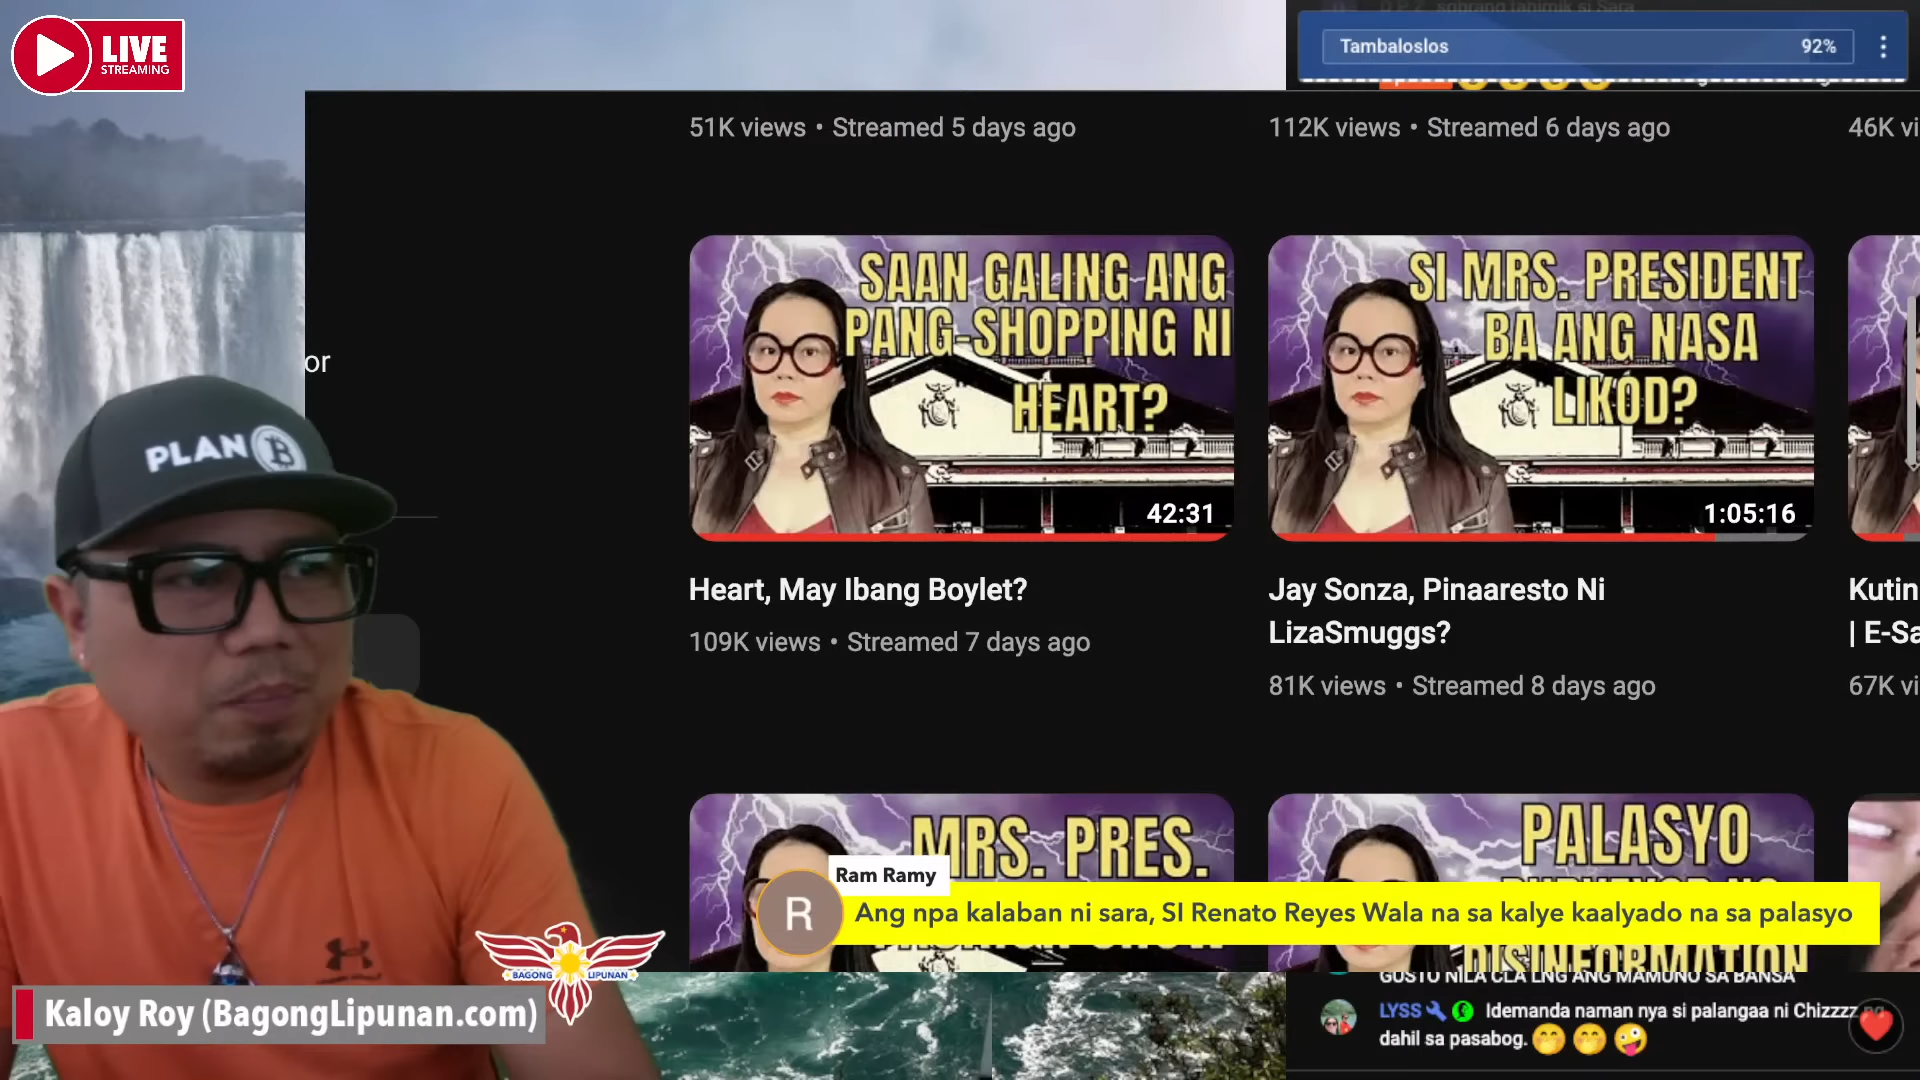 LIVE
STREAMING
Tambaloslos 92%
51K views • Streamed 5 days ago
112K views • Streamed 6 days ago
46K vi
or
SAAN GALING ANG
PANG-SHOPPING NI
HEART?
42:31
SI MRS. PRESIDENT
BA ANG NASA
LIKOD?
1:05:16
PLAN B
Heart, May Ibang Boylet?
109K views • Streamed 7 days ago
Jay Sonza, Pinaaresto Ni
LizaSmuggs?
81K views • Streamed 8 days ago
Kutin
| E-Sa
67K vi
MRS. PRES.
PALASYO
Ram Ramy
R
Ang npa kalaban ni sara, SI Renato Reyes Wala na sa kalye kaalyado na sa palasyo
DISINFORMATION
BAGONG LIPUNAN
Kaloy Roy (BagongLipunan.com)
GUSTO NILA CLA LNG ANG MAMUNO SA BANSA
LYSS Idemanda naman nya si palangaa ni Chizzzz ng
dahil sa pasabog.